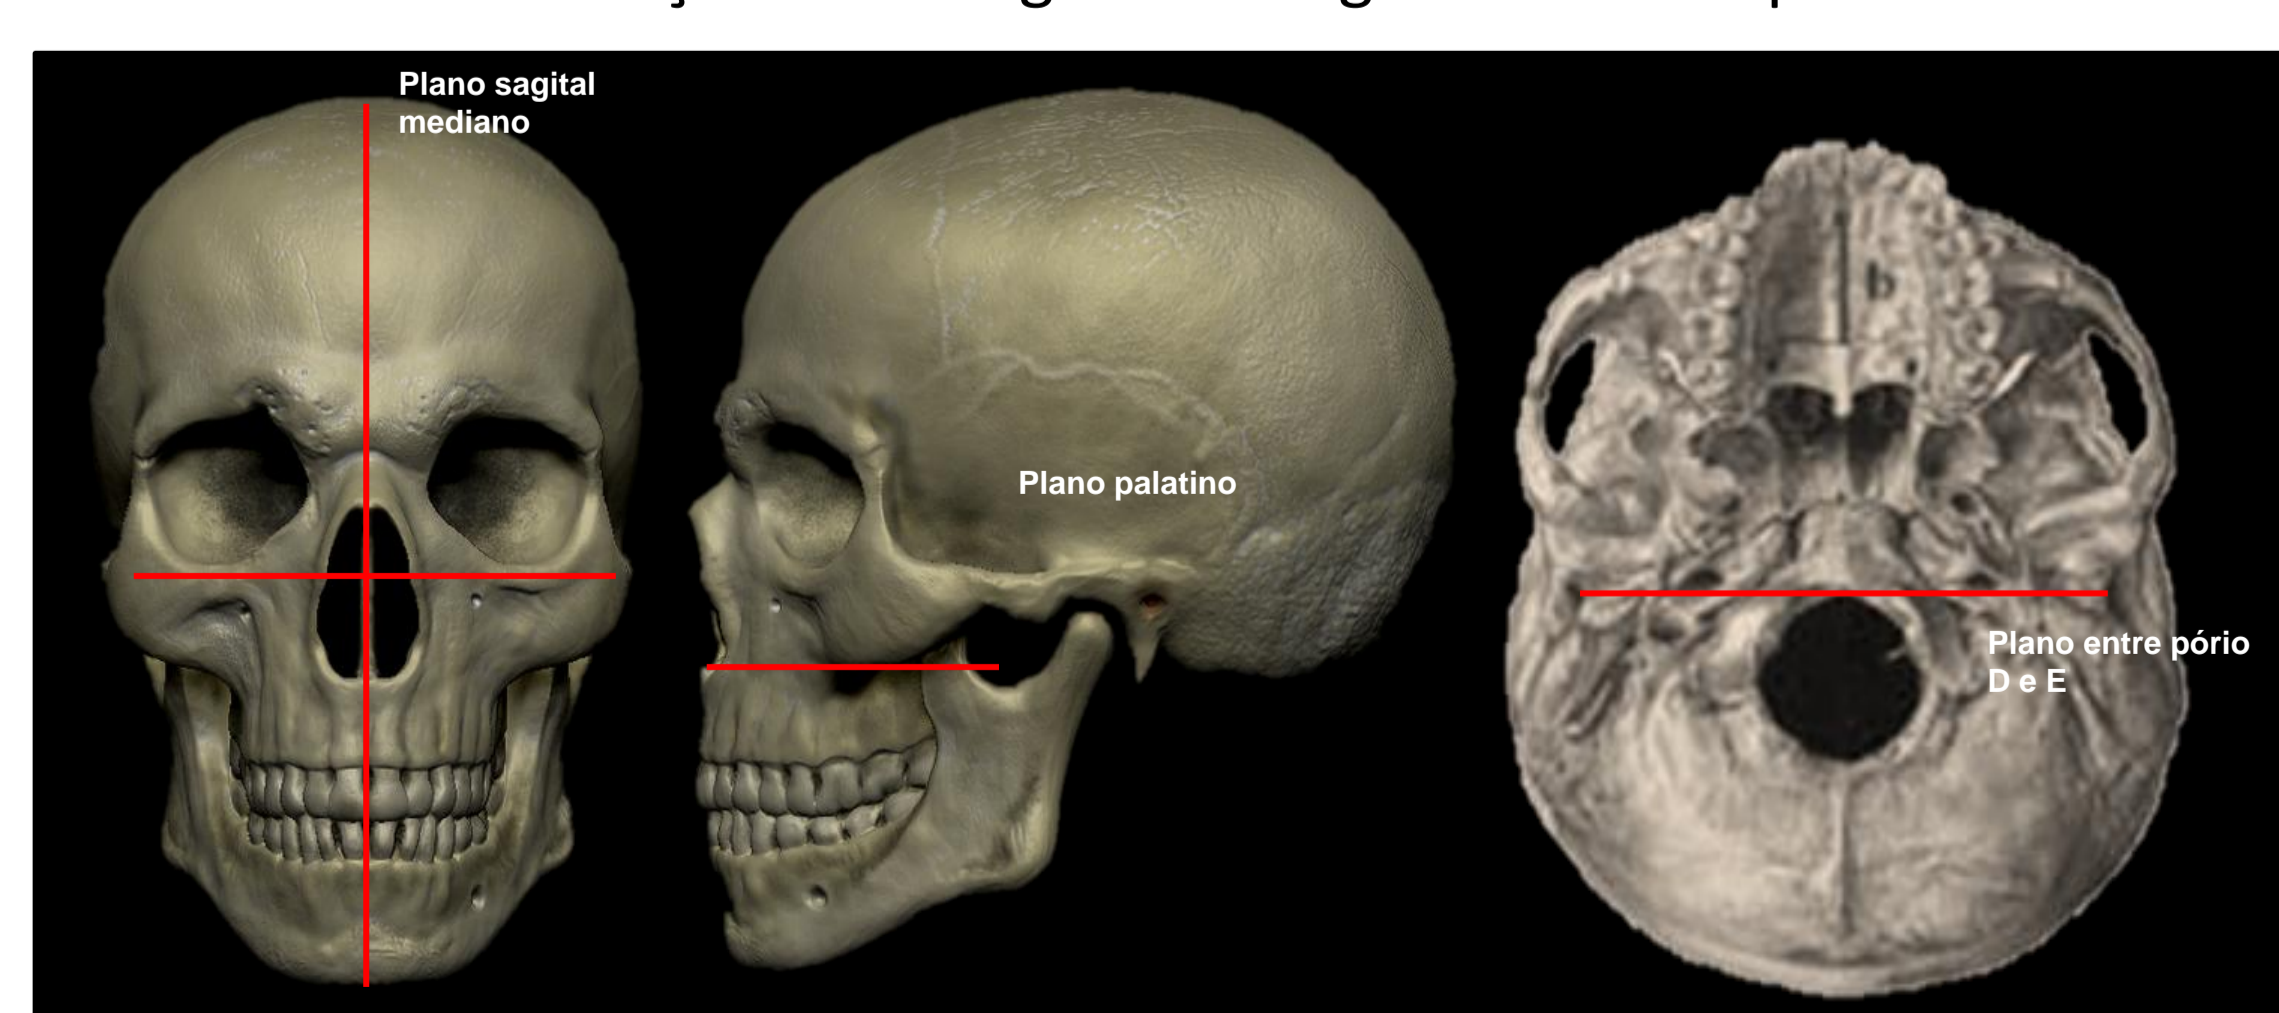 Plano sagital
mediano
Plano palatino
Plano entre pório
D e E